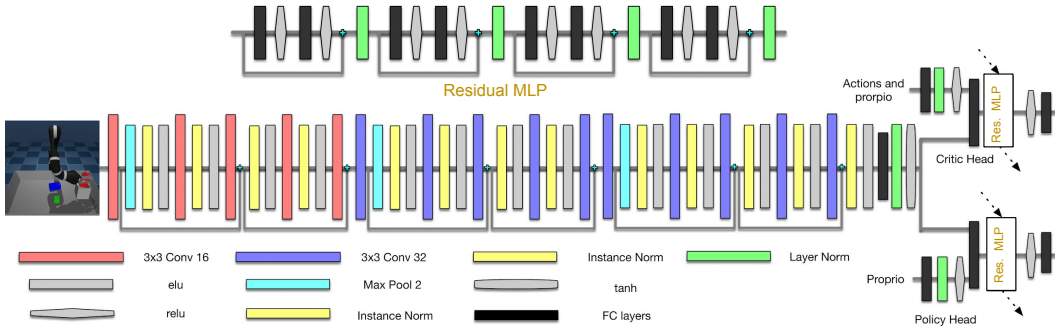 Residual MLP
Actions and
prorpio
Res. MLP
Critic Head
3x3 Conv 16
3x3 Conv 32
Instance Norm
Layer Norm
elu
Max Pool 2
tanh
relu
Instance Norm
FC layers
Proprio
Res. MLP
Policy Head